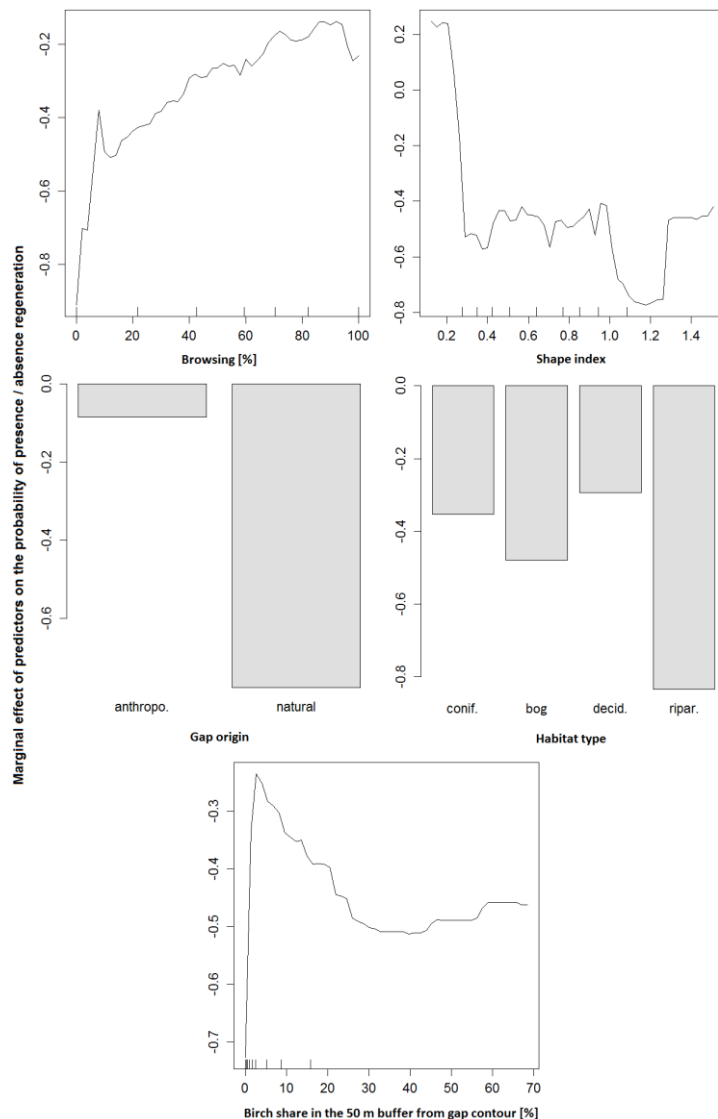 Marginal effect of predictors on the probability of presence / absence regeneration
-0.2
-0.4
-0.6
-0.8
0 20 40 60 80 100
Browsing [%]
0.2
0.0
-0.2
-0.4
-0.6
-0.8
0.2 0.4 0.6 0.8 1.0 1.2 1.4
Shape index
0.0
-0.2
-0.4
-0.6
anthropo. natural
Gap origin
0.0
-0.2
-0.4
-0.6
-0.8
conif. bog decid. ripar.
Habitat type
-0.3
-0.4
-0.5
-0.6
-0.7
0 10 20 30 40 50 60 70
Birch share in the 50 m buffer from gap contour [%]